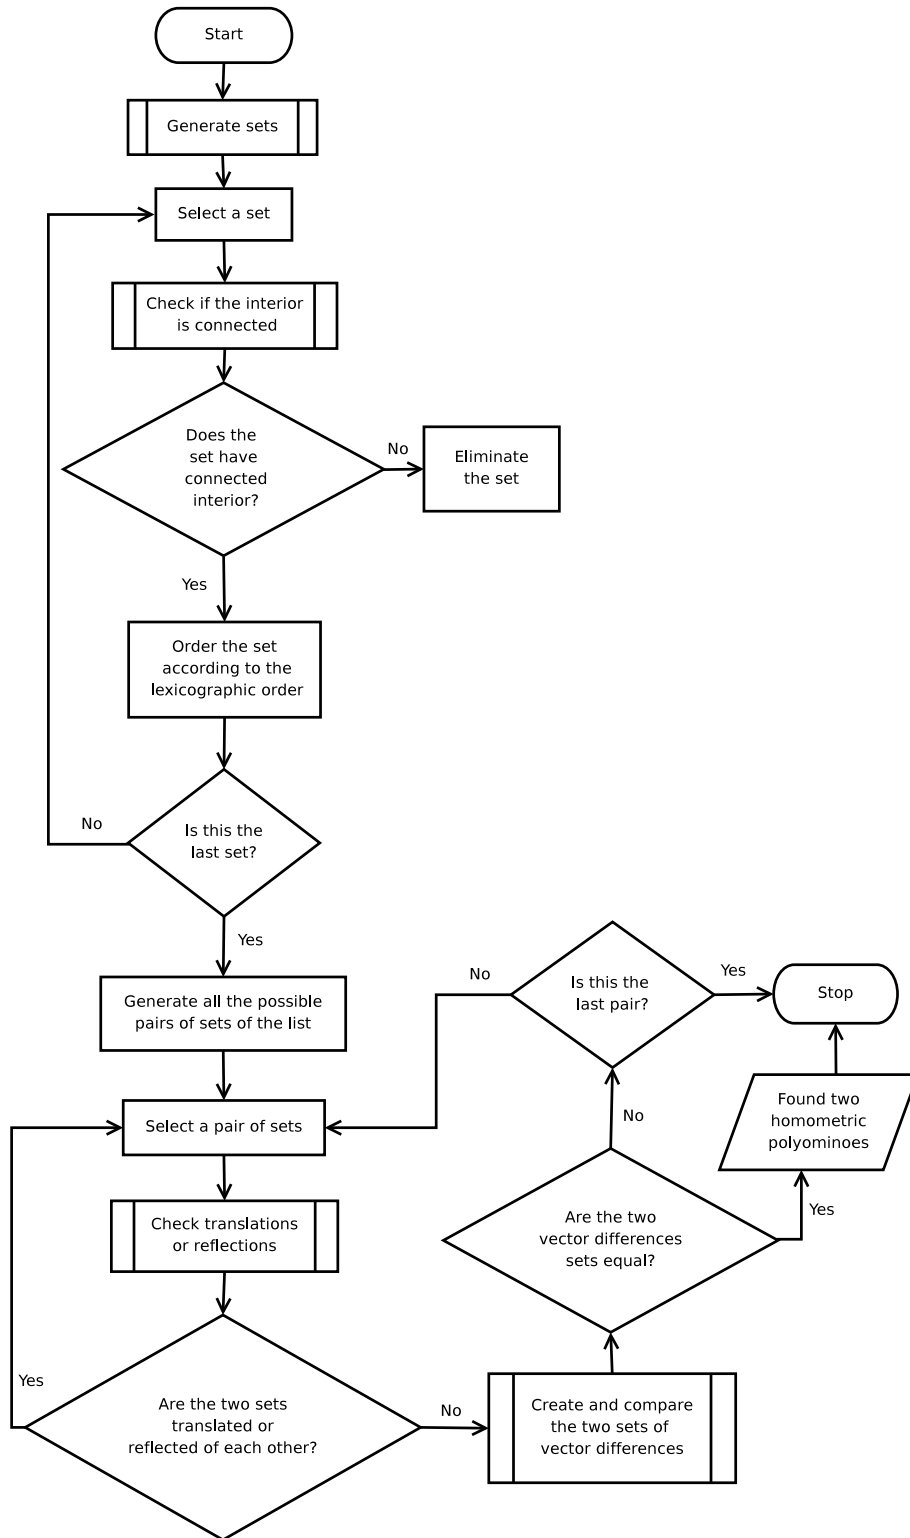 Start
Generate sets
Select a set
Check if the interior
is connected
Does the
set have
connected
interior?
No
Eliminate
the set
Yes
Order the set
according to the
lexicographic order
No
Is this the
last set?
Yes
Generate all the possible
pairs of sets of the list
No
Is this the
last pair?
Yes
Stop
Select a pair of sets
No
Found two
homometric
polyominoes
Check translations
or reflections
Are the two
vector differences
sets equal?
Yes
Yes
Are the two sets
translated or
reflected of each other?
No
Create and compare
the two sets of
vector differences